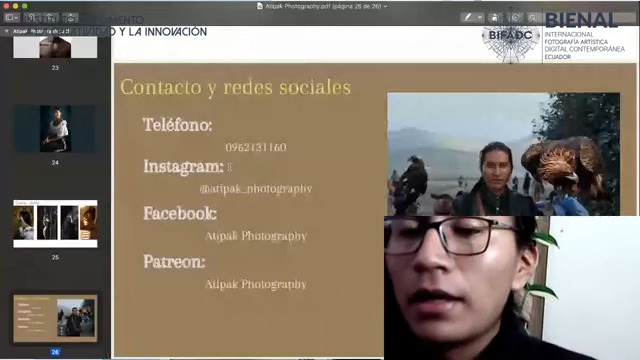 Atipak Photography.pdf (página 26 de 26)
Y LA INNOVACIÓN
BIFADC
BIENAL
INTERNACIONAL
FOTOGRAFÍA ARTÍSTICA
DIGITAL CONTEMPORÁNEA
ECUADOR
23
24
25
26
Contacto y redes sociales
Teléfono:
0962131160
Instagram:
@atipak_photography
Facebook:
Atipak Photography
Patreon:
Atipak Photography